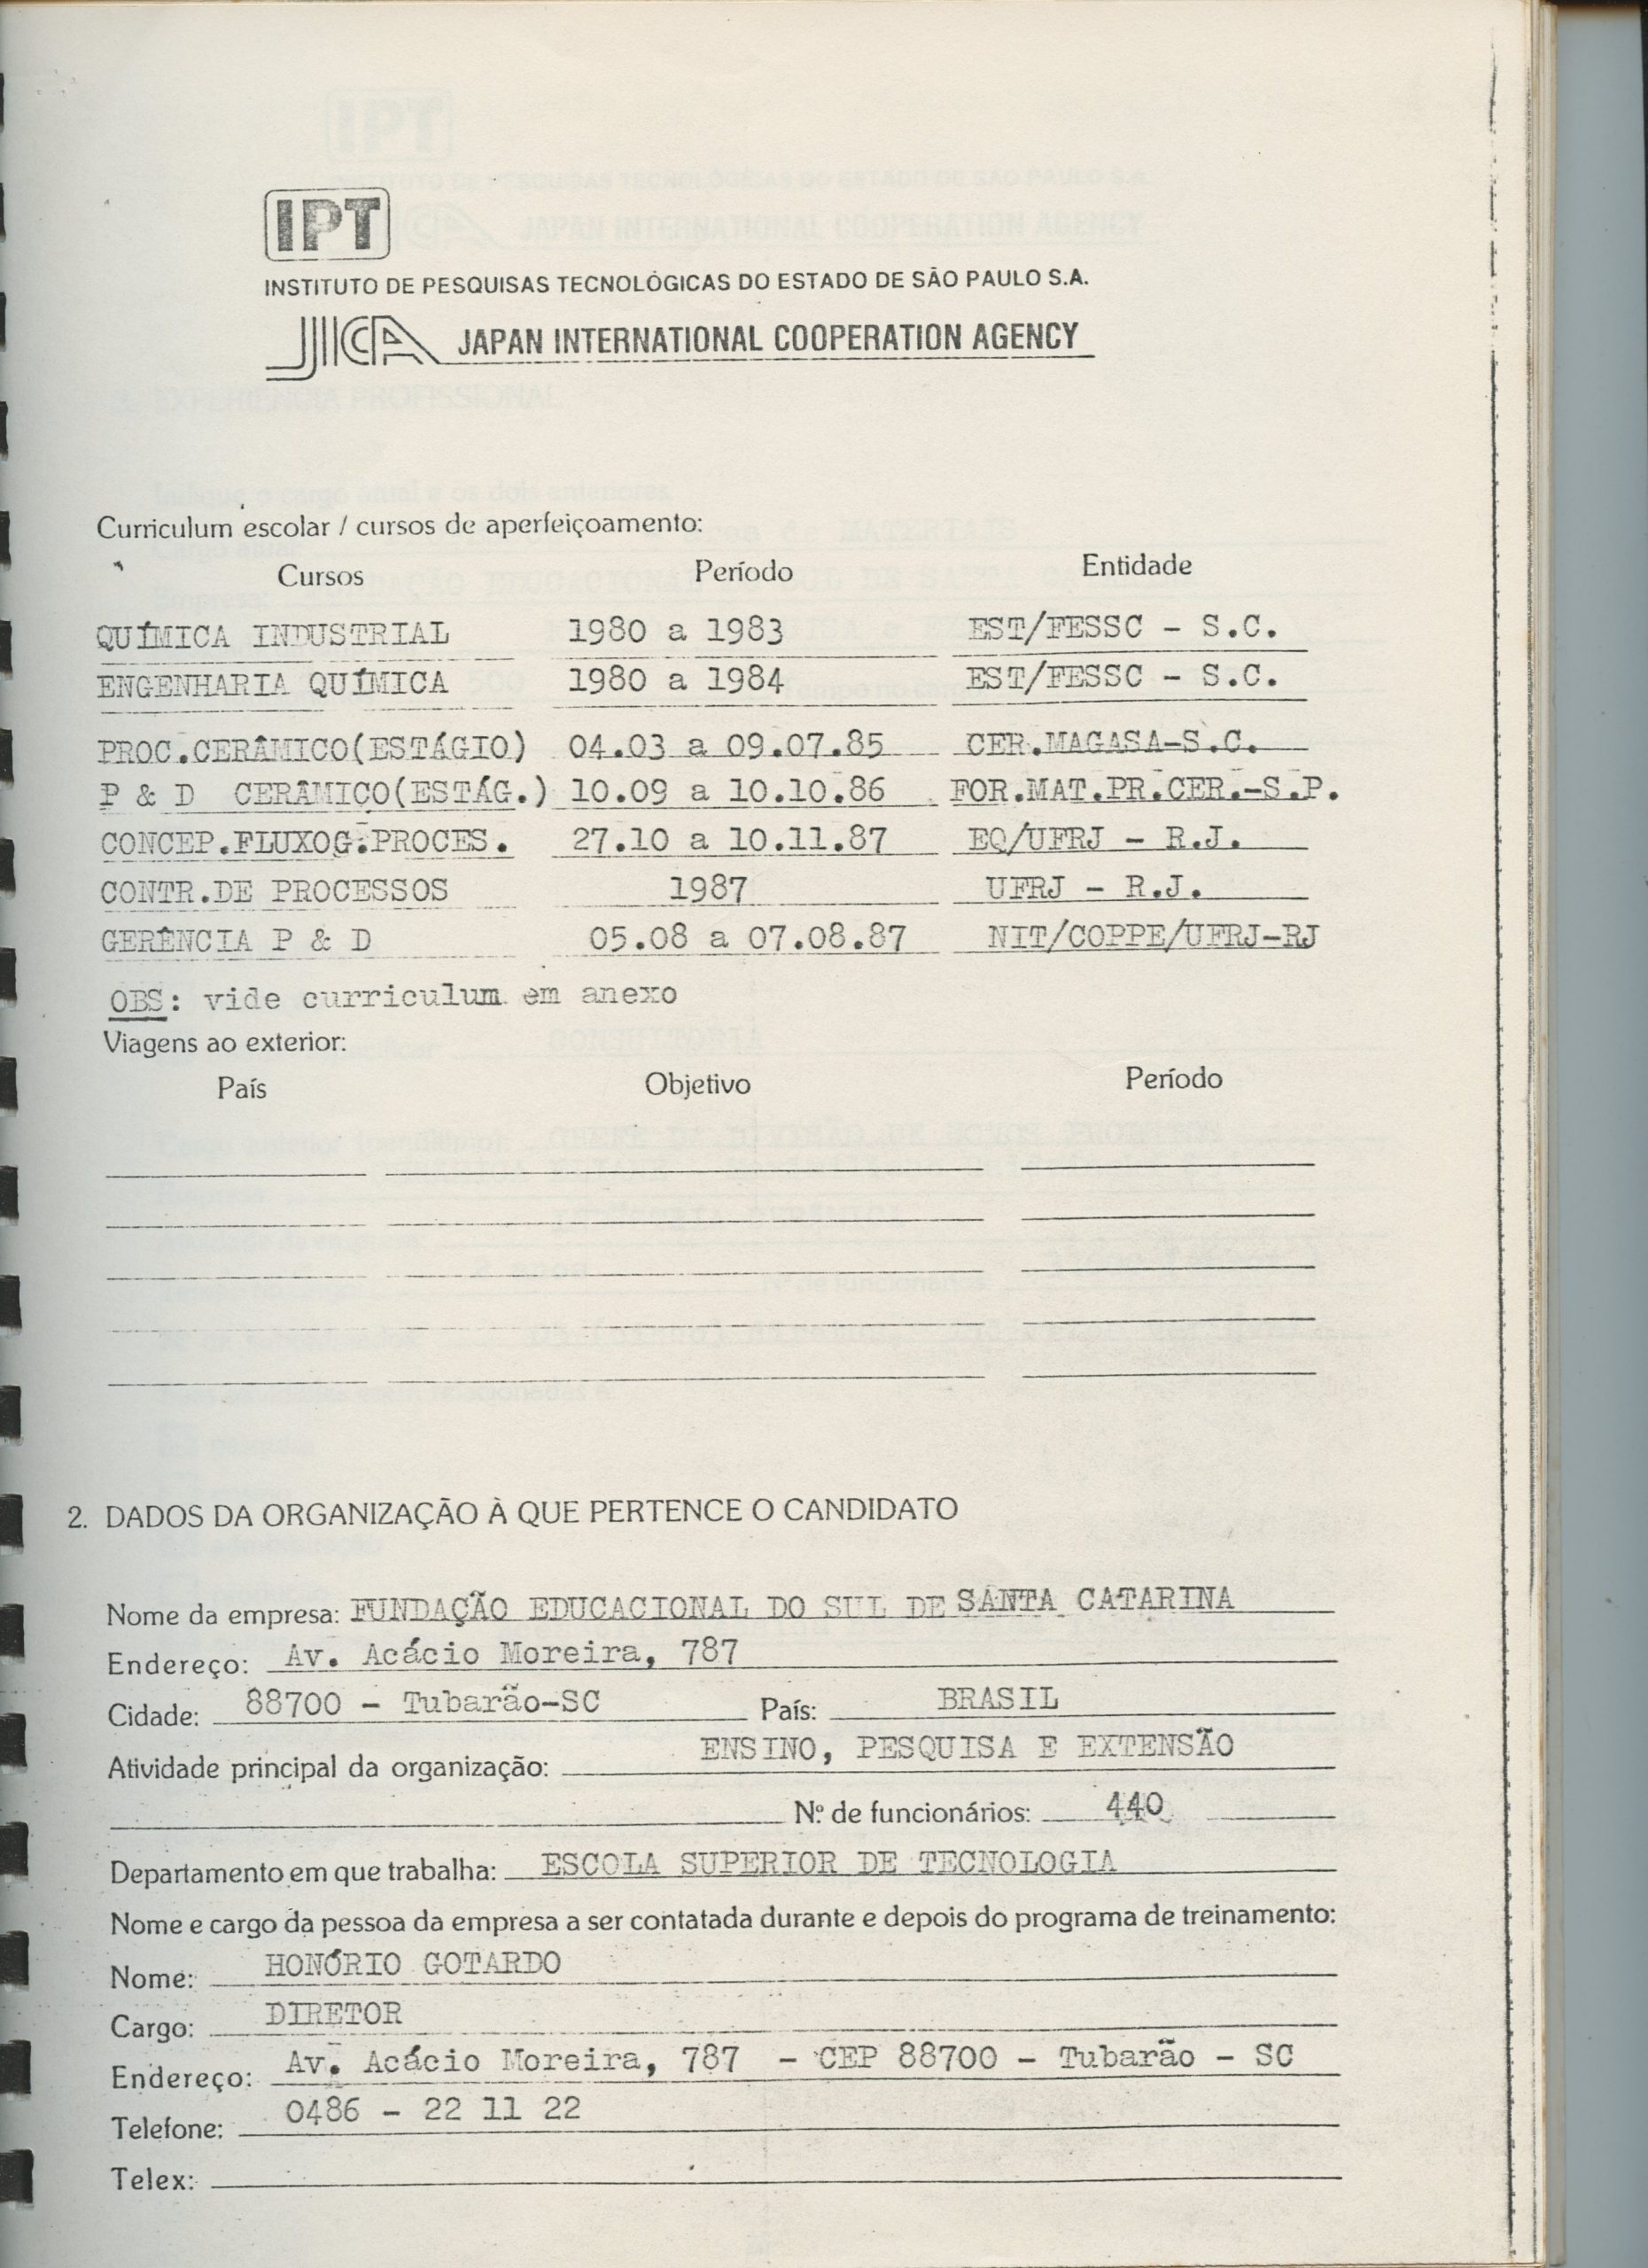 IPT
INSTITUTO DE PESQUISAS TECNOLÓGICAS DO ESTADO DE SÃO PAULO S.A.
JICA JAPAN INTERNATIONAL COOPERATION AGENCY
Curriculum escolar / cursos de aperfeiçoamento:
Cursos Período Entidade
QUÍMICA INDUSTRIAL 1980 a 1983 EST/FESSC - S.C.
ENGENHARIA QUÍMICA 1980 a 1984 EST/FESSC - S.C.
PROC.CERÂMICO(ESTÁGIO) 04.03 a 09.07.85 CER.MAGASA-S.C.
P & D CERÂMICO(ESTÁG.) 10.09 a 10.10.86 FOR.MAT.PR.CER.-S.P.
CONCEP.FLUXOG.PROCES. 27.10 a 10.11.87 EQ/UFRJ - R.J.
CONTR.DE PROCESSOS 1987 UFRJ - R.J.
GERÊNCIA P & D 05.08 a 07.08.87 NIT/COPPE/UFRJ-RJ
OBS: vide curriculum em anexo
Viagens ao exterior:
País Objetivo Período
2. DADOS DA ORGANIZAÇÃO À QUE PERTENCE O CANDIDATO
Nome da empresa: FUNDAÇÃO EDUCACIONAL DO SUL DE SANTA CATARINA
Endereço: Av. Acácio Moreira, 787
Cidade: 88700 - Tubarão-SC País: BRASIL
Atividade principal da organização: ENSINO, PESQUISA E EXTENSÃO
Nº de funcionários: 440
Departamento em que trabalha: ESCOLA SUPERIOR DE TECNOLOGIA
Nome e cargo da pessoa da empresa a ser contatada durante e depois do programa de treinamento:
Nome: HONÓRIO GOTARDO
Cargo: DIRETOR
Endereço: Av. Acácio Moreira, 787 - CEP 88700 - Tubarão - SC
Telefone: 0486 - 22 11 22
Telex: